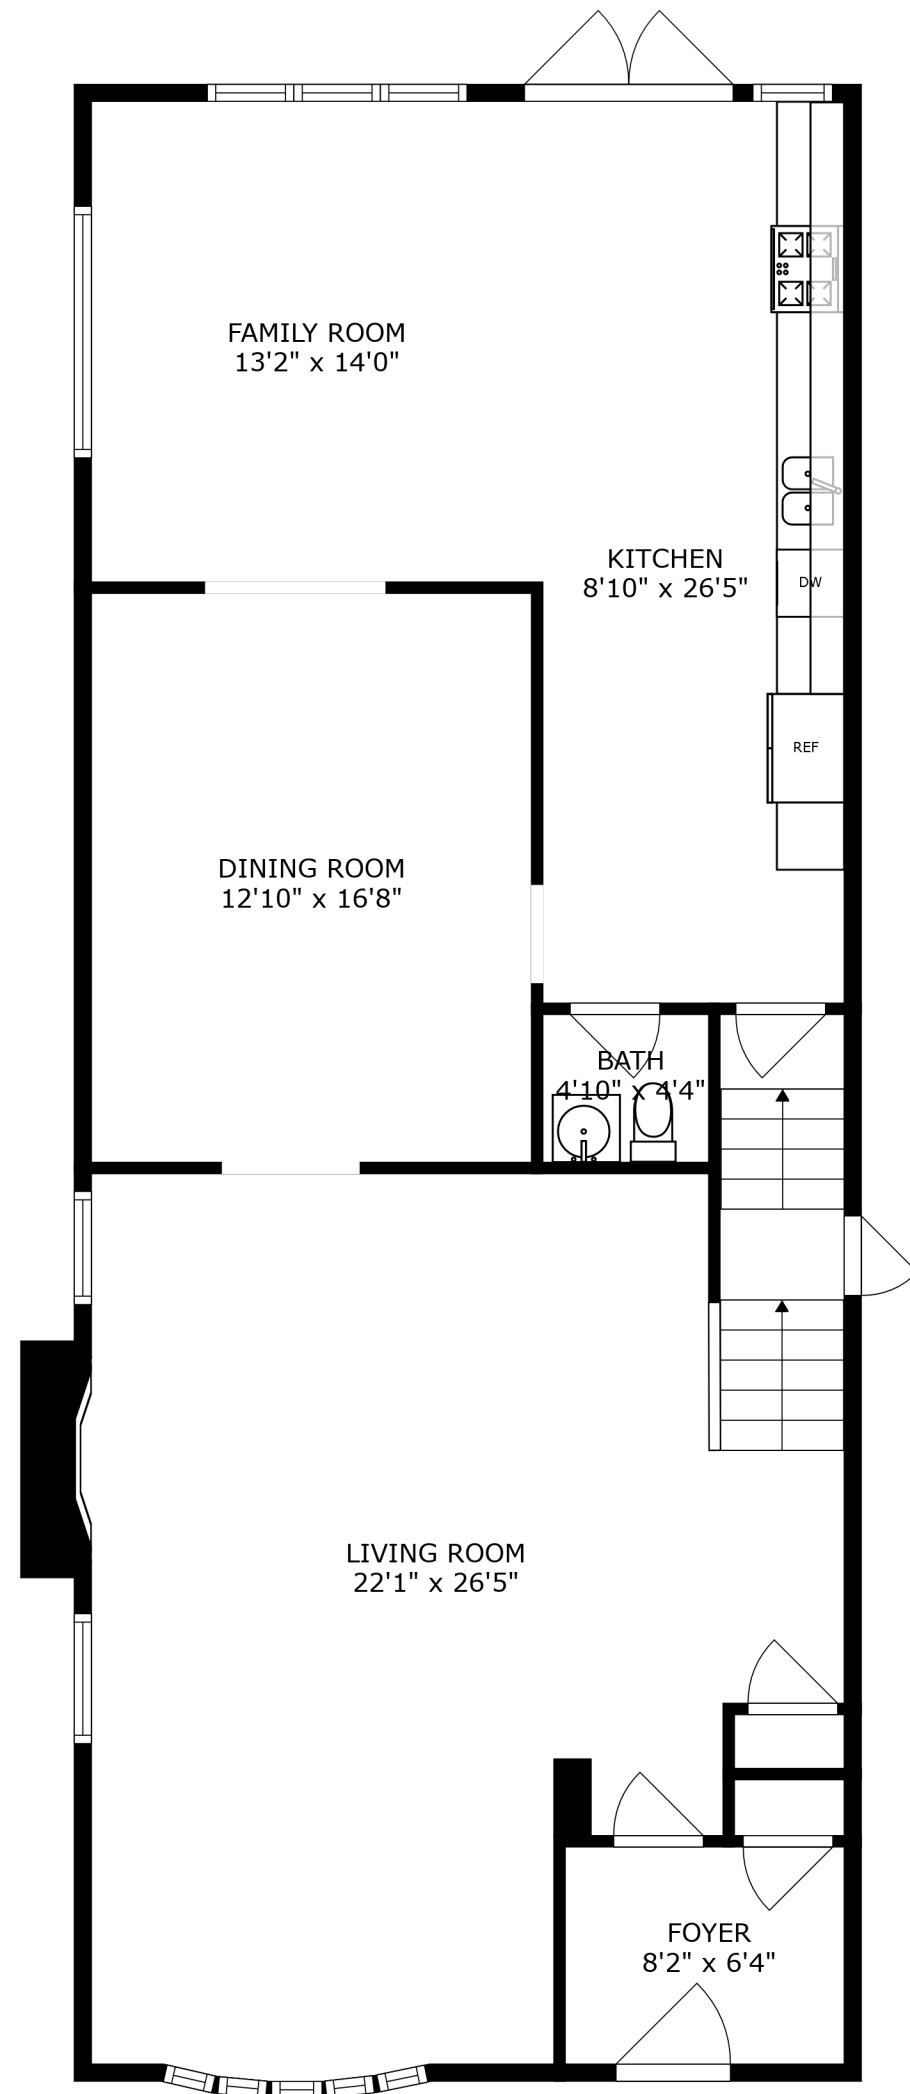 FAMILY ROOM
13'2" x 14'0"
KITCHEN
8'10" x 26'5"
DW
REF
DINING ROOM
12'10" x 16'8"
BATH
4'10" x 4'4"
LIVING ROOM
22'1" x 26'5"
FOYER
8'2" x 6'4"